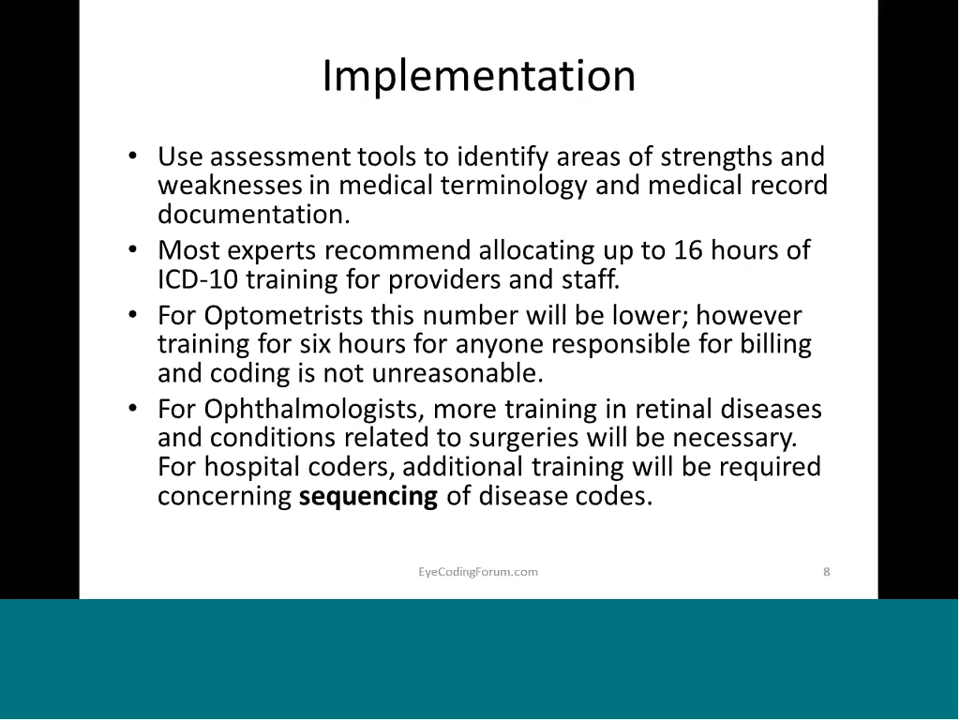 Implementation
• Use assessment tools to identify areas of strengths and
weaknesses in medical terminology and medical record
documentation.
• Most experts recommend allocating up to 16 hours of
ICD-10 training for providers and staff.
• For Optometrists this number will be lower; however
training for six hours for anyone responsible for billing
and coding is not unreasonable.
• For Ophthalmologists, more training in retinal diseases
and conditions related to surgeries will be necessary.
For hospital coders, additional training will be required
concerning sequencing of disease codes.
EyeCodingForum.com
8